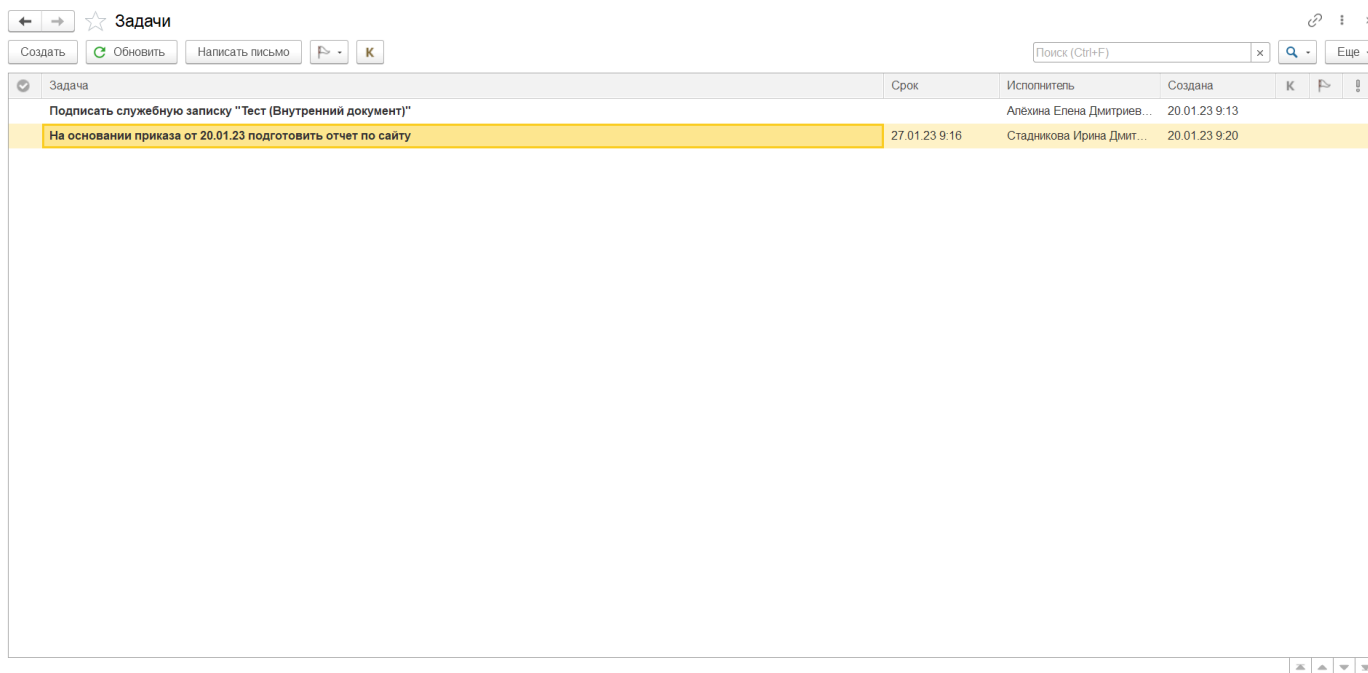 Задачи
Создать Обновить Написать письмо К Поиск (Ctrl+F) × Еще
Задача Срок Исполнитель Создана К
Подписать служебную записку "Тест (Внутренний документ)" Алёхина Елена Дмитриев... 20.01.23 9:13
На основании приказа от 20.01.23 подготовить отчет по сайту 27.01.23 9:16 Стадникова Ирина Дмит... 20.01.23 9:20